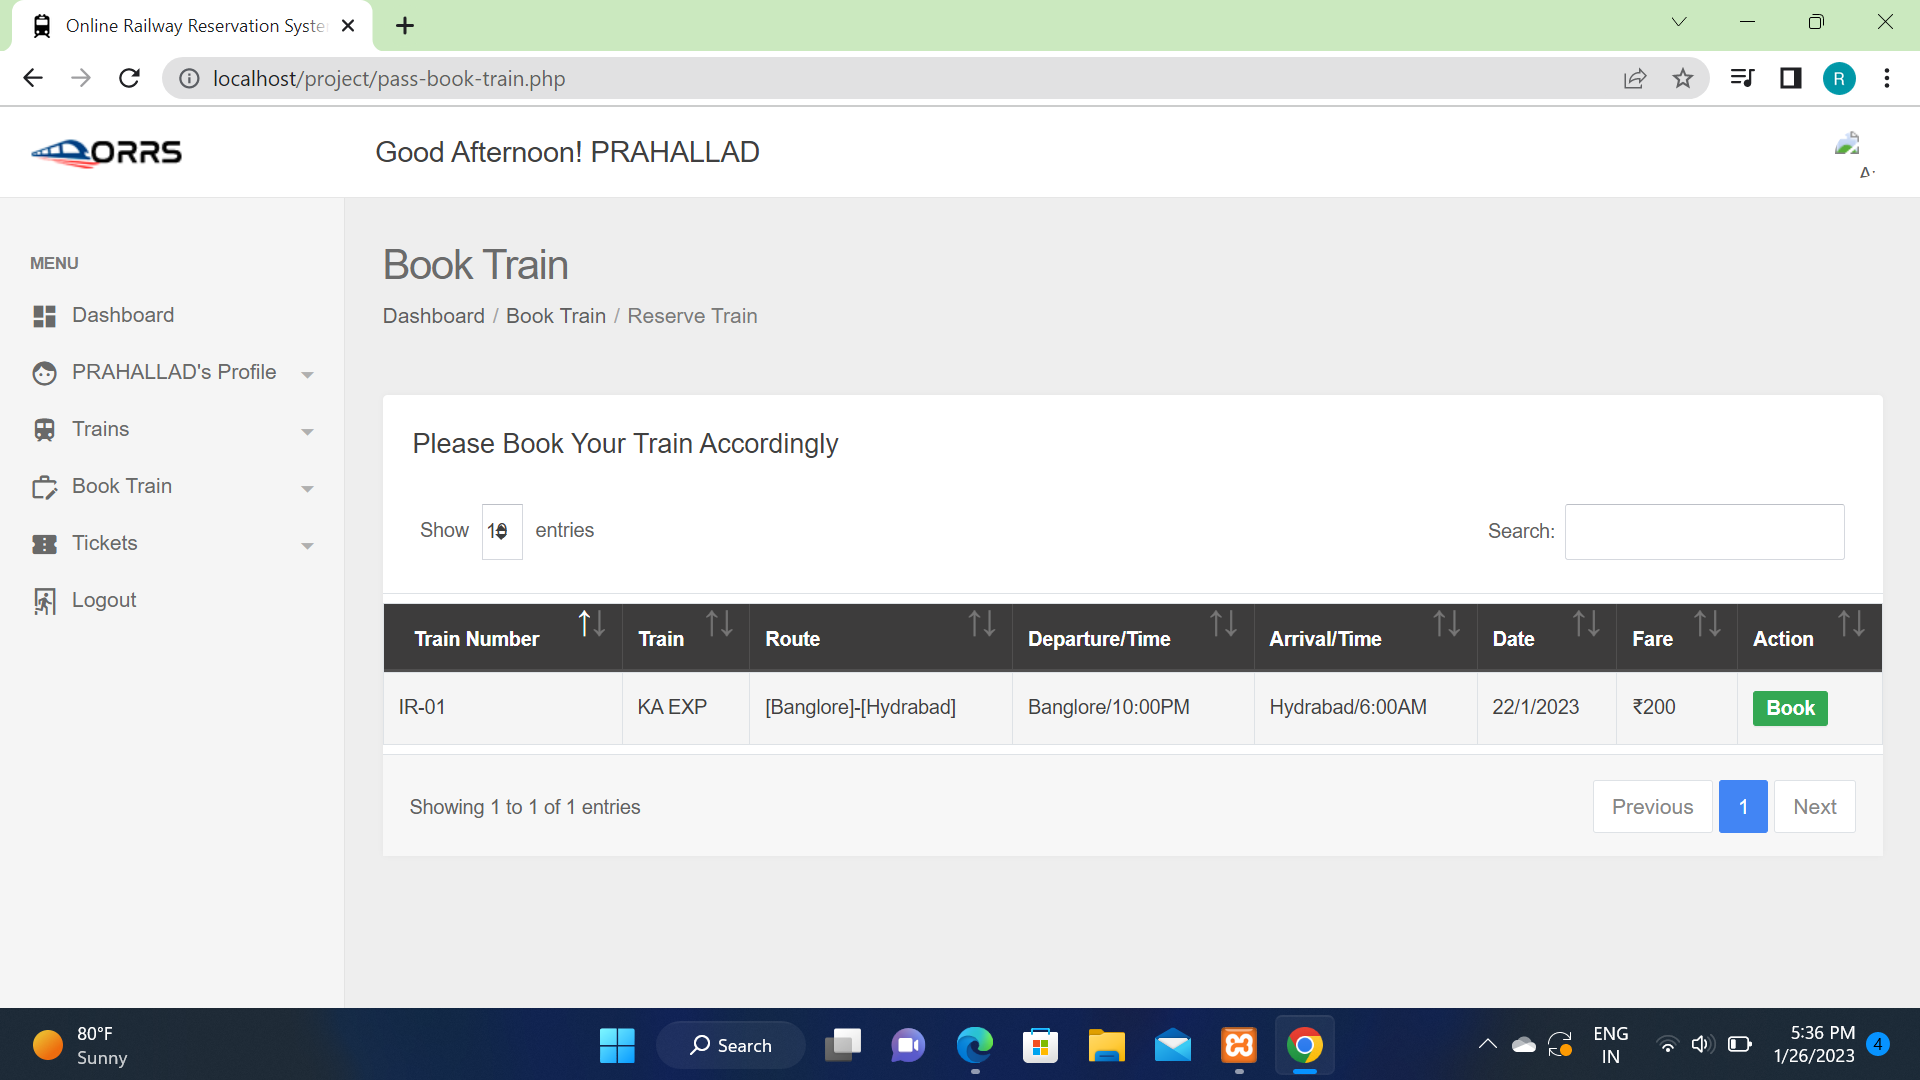 Online Railway Reservation Syste
localhost/project/pass-book-train.php
R
ORRS
Good Afternoon! PRAHALLAD
MENU
Dashboard
PRAHALLAD's Profile
Trains
Book Train
Tickets
Logout
Book Train
Dashboard / Book Train / Reserve Train
Please Book Your Train Accordingly
Show 10 entries
Search:
Train Number Train Route Departure/Time Arrival/Time Date Fare Action
IR-01 KA EXP [Banglore]-[Hydrabad] Banglore/10:00PM Hydrabad/6:00AM 22/1/2023 ₹200 Book
Showing 1 to 1 of 1 entries
Previous 1 Next
80°F
Sunny
Search
ENG
IN
5:36 PM
1/26/2023
4